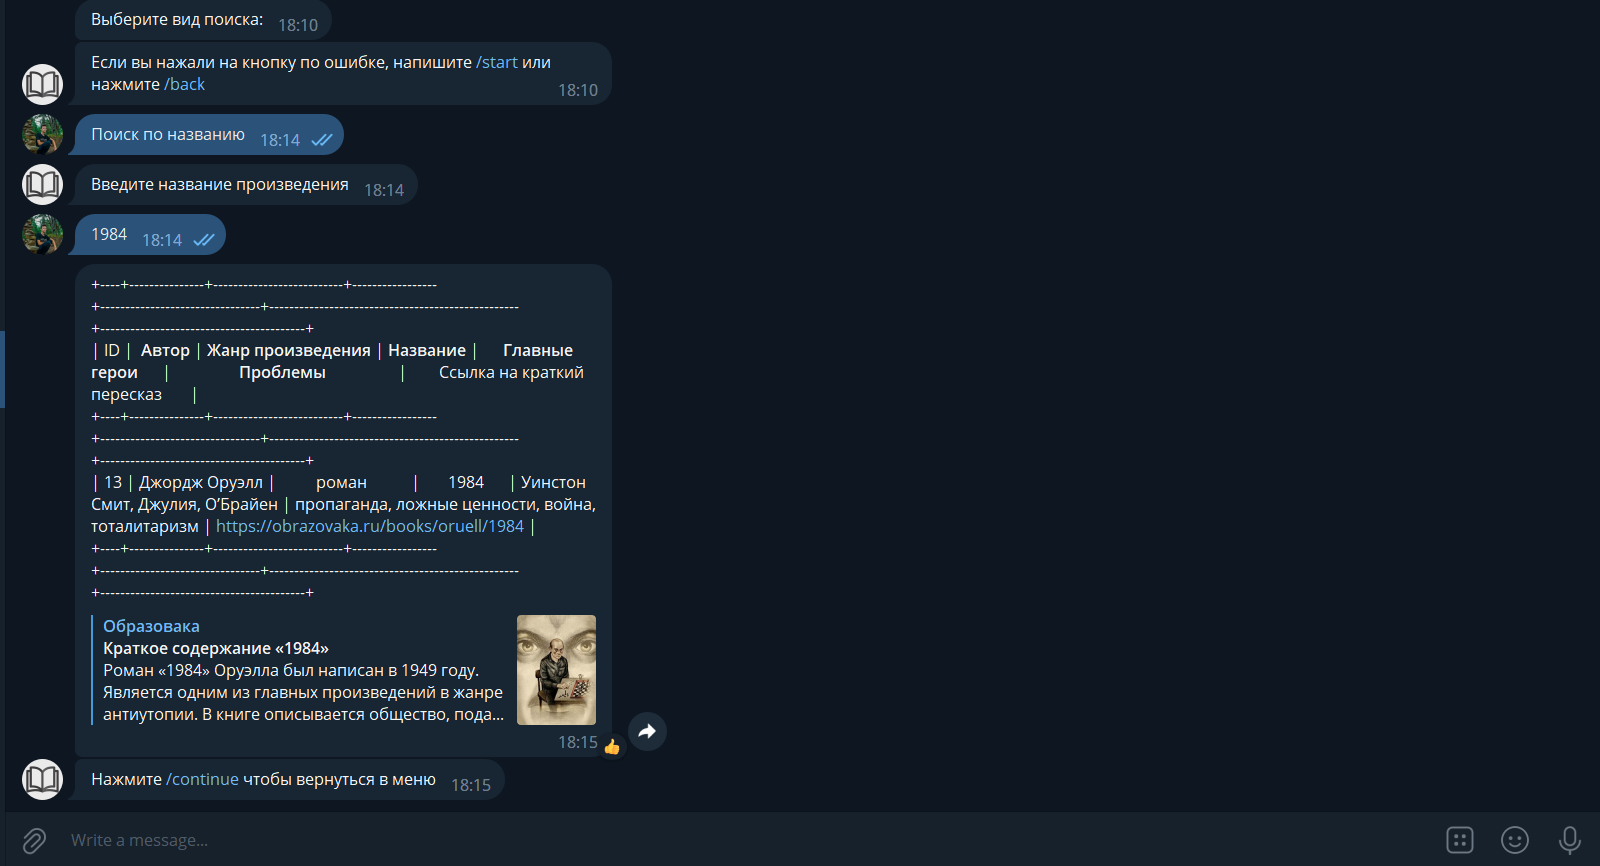 Выберите вид поиска: 18:10
Если вы нажали на кнопку по ошибке, напишите /start или
нажмите /back 18:10
Поиск по названию 18:14
Введите название произведения 18:14
1984 18:14
+----+---------------+--------------------------+-----------------
+--------------------------------+--------------------------------------------------
+-----------------------------------------+
| ID | Автор | Жанр произведения | Название | Главные
герои | Проблемы | Ссылка на краткий
пересказ |
+----+---------------+--------------------------+-----------------
+--------------------------------+--------------------------------------------------
+-----------------------------------------+
| 13 | Джордж Оруэлл | роман | 1984 | Уинстон
Смит, Джулия, О’Брайен | пропаганда, ложные ценности, война,
тоталитаризм | https://obrazovaka.ru/books/oruell/1984 |
+----+---------------+--------------------------+-----------------
+--------------------------------+--------------------------------------------------
+-----------------------------------------+
Образовака
Краткое содержание «1984»
Роман «1984» Оруэлла был написан в 1949 году.
Является одним из главных произведений в жанре
антиутопии. В книге описывается общество, пода...
18:15
Нажмите /continue чтобы вернуться в меню 18:15
Write a message...